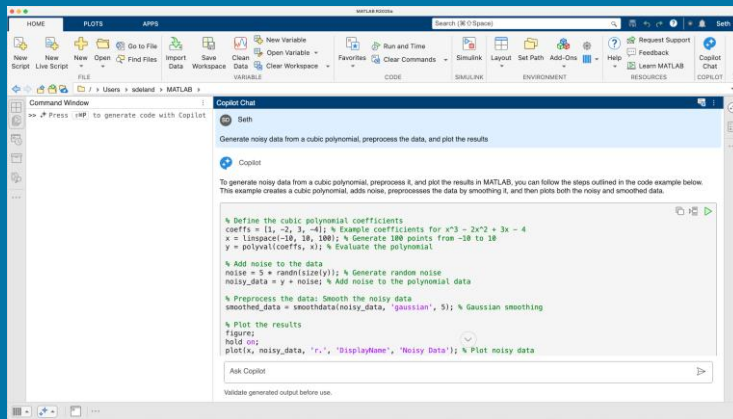 MATLAB R2025a
HOME
PLOTS
APPS
Search (⌘⇧Space)
Seth
New Script
New Live Script
New
Open
Go to File
Find Files
FILE
Import Data
Save Workspace
Clean Data
New Variable
Open Variable
Clear Workspace
VARIABLE
Favorites
Run and Time
Clear Commands
CODE
Simulink
SIMULINK
Layout
Set Path
Add-Ons
ENVIRONMENT
Help
Request Support
Feedback
Learn MATLAB
RESOURCES
Copilot Chat
COPILOT
/ › Users › sdeland › MATLAB ›
Command Window
>> Press ⇧⌘P to generate code with Copilot
Copilot Chat
SD Seth
Generate noisy data from a cubic polynomial, preprocess the data, and plot the results
Copilot
To generate noisy data from a cubic polynomial, preprocess it, and plot the results in MATLAB, you can follow the steps outlined in the code example below.
This example creates a cubic polynomial, adds noise, preprocesses the data by smoothing it, and then plots both the noisy and smoothed data.
% Define the cubic polynomial coefficients
coeffs = [1, -2, 3, -4]; % Example coefficients for x^3 - 2x^2 + 3x - 4
x = linspace(-10, 10, 100); % Generate 100 points from -10 to 10
y = polyval(coeffs, x); % Evaluate the polynomial
% Add noise to the data
noise = 5 * randn(size(y)); % Generate random noise
noisy_data = y + noise; % Add noise to the polynomial data
% Preprocess the data: Smooth the noisy data
smoothed_data = smoothdata(noisy_data, 'gaussian', 5); % Gaussian smoothing
% Plot the results
figure;
hold on;
plot(x, noisy_data, 'r.', 'DisplayName', 'Noisy Data'); % Plot noisy data
Ask Copilot
Validate generated output before use.